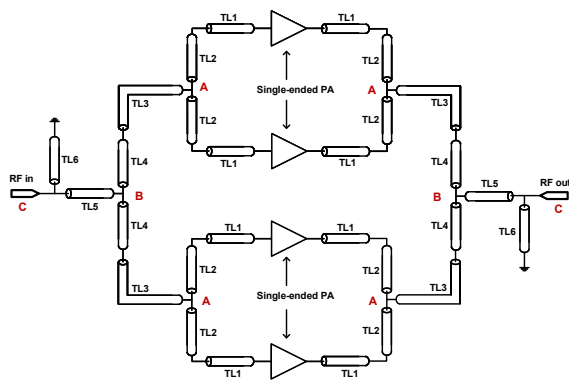 TL1 TL1
TL2 TL2
A A
TL3 Single-ended PA TL3
TL2 TL2
TL1 TL1
TL4 TL4
TL6
RF in RF out
B B TL5
C TL5 C
TL4 TL4 TL6
TL1 TL1
TL3 TL2 TL2 TL3
A Single-ended PA A
TL2 TL2
TL1 TL1